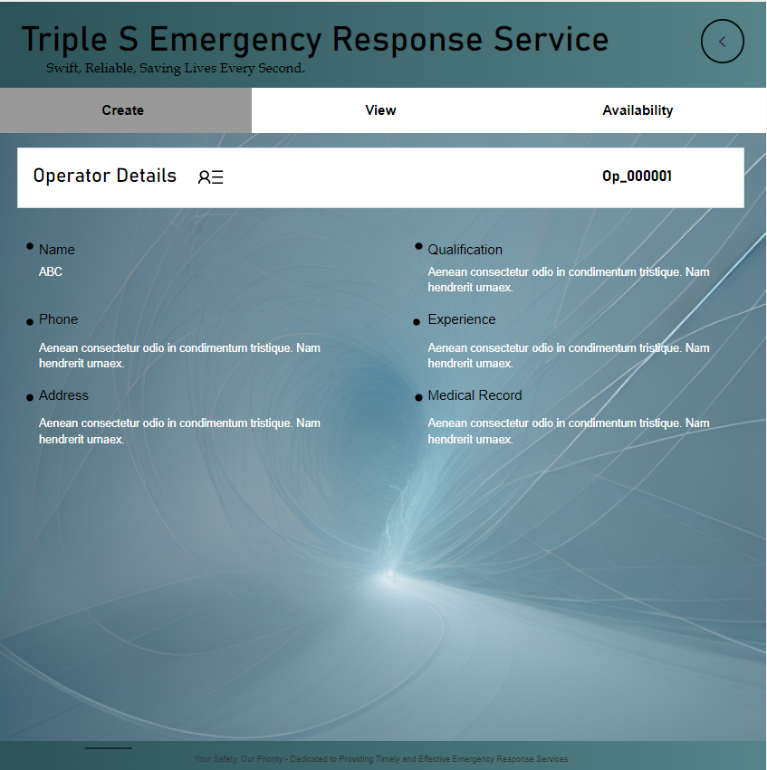 Triple S Emergency Response Service
Swift, Reliable, Saving Lives Every Second.
Create View Availability
Operator Details Op_000001
Name
ABC
Qualification
Aenean consectetur odio in condimentum tristique. Nam
hendrerit urnaex.
Phone
Aenean consectetur odio in condimentum tristique. Nam
hendrerit urnaex.
Experience
Aenean consectetur odio in condimentum tristique. Nam
hendrerit urnaex.
Address
Aenean consectetur odio in condimentum tristique. Nam
hendrerit urnaex.
Medical Record
Aenean consectetur odio in condimentum tristique. Nam
hendrerit urnaex.
Your Safety, Our Priority - Dedicated to Providing Timely and Effective Emergency Response Services